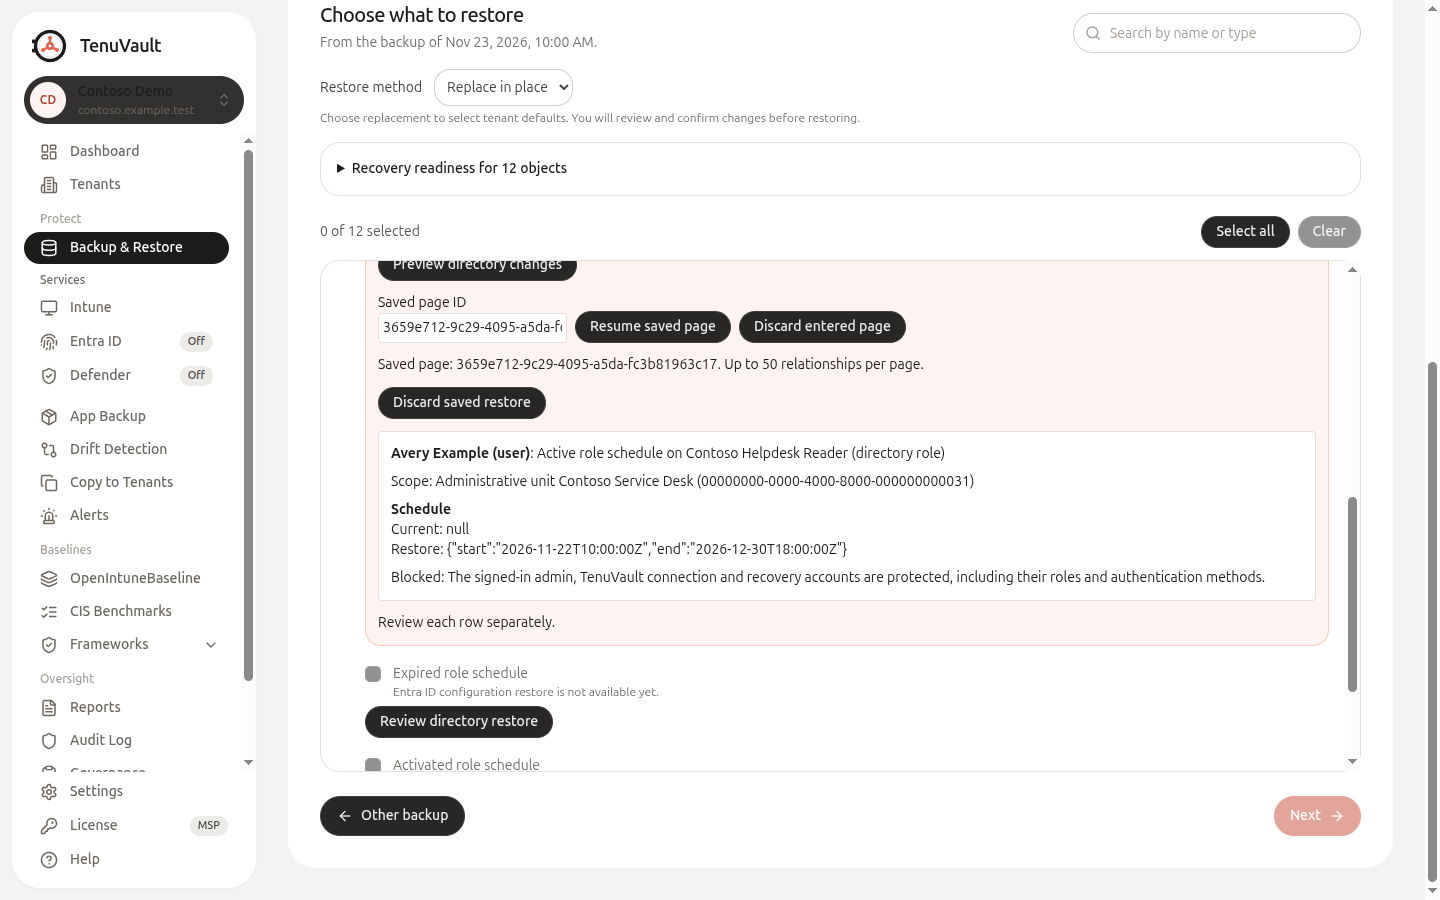 TenuVault
CD
Contoso Demo
contoso.example.test
Dashboard
Tenants
Protect
Backup & Restore
Services
Intune
Entra ID
Off
Defender
Off
App Backup
Drift Detection
Copy to Tenants
Alerts
Baselines
OpenIntuneBaseline
CIS Benchmarks
Frameworks
Oversight
Reports
Audit Log
Governance
Settings
License
MSP
Help
Choose what to restore
From the backup of Nov 23, 2026, 10:00 AM.
Search by name or type
Restore method
Replace in place
Choose replacement to select tenant defaults. You will review and confirm changes before restoring.
Recovery readiness for 12 objects
0 of 12 selected
Select all
Clear
Preview directory changes
Saved page ID
3659e712-9c29-4095-a5da-f
Resume saved page
Discard entered page
Saved page: 3659e712-9c29-4095-a5da-fc3b81963c17. Up to 50 relationships per page.
Discard saved restore
Avery Example (user): Active role schedule on Contoso Helpdesk Reader (directory role)
Scope: Administrative unit Contoso Service Desk (00000000-0000-4000-8000-000000000031)
Schedule
Current: null
Restore: {"start":"2026-11-22T10:00:00Z","end":"2026-12-30T18:00:00Z"}
Blocked: The signed-in admin, TenuVault connection and recovery accounts are protected, including their roles and authentication methods.
Review each row separately.
Expired role schedule
Entra ID configuration restore is not available yet.
Review directory restore
Activated role schedule
Other backup
Next